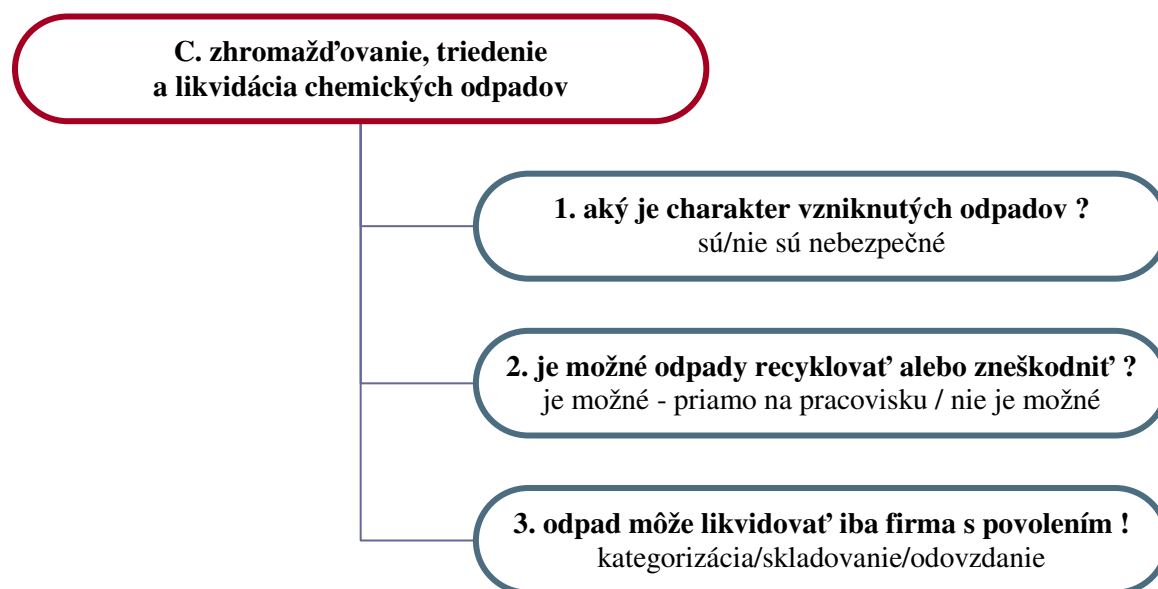 C. zhromažďovanie, triedenie
a likvidácia chemických odpadov
1. aký je charakter vzniknutých odpadov ?
sú/nie sú nebezpečné
2. je možné odpady recyklovať alebo zneškodniť ?
je možné - priamo na pracovisku / nie je možné
3. odpad môže likvidovať iba firma s povolením !
kategorizácia/skladovanie/odovzdanie